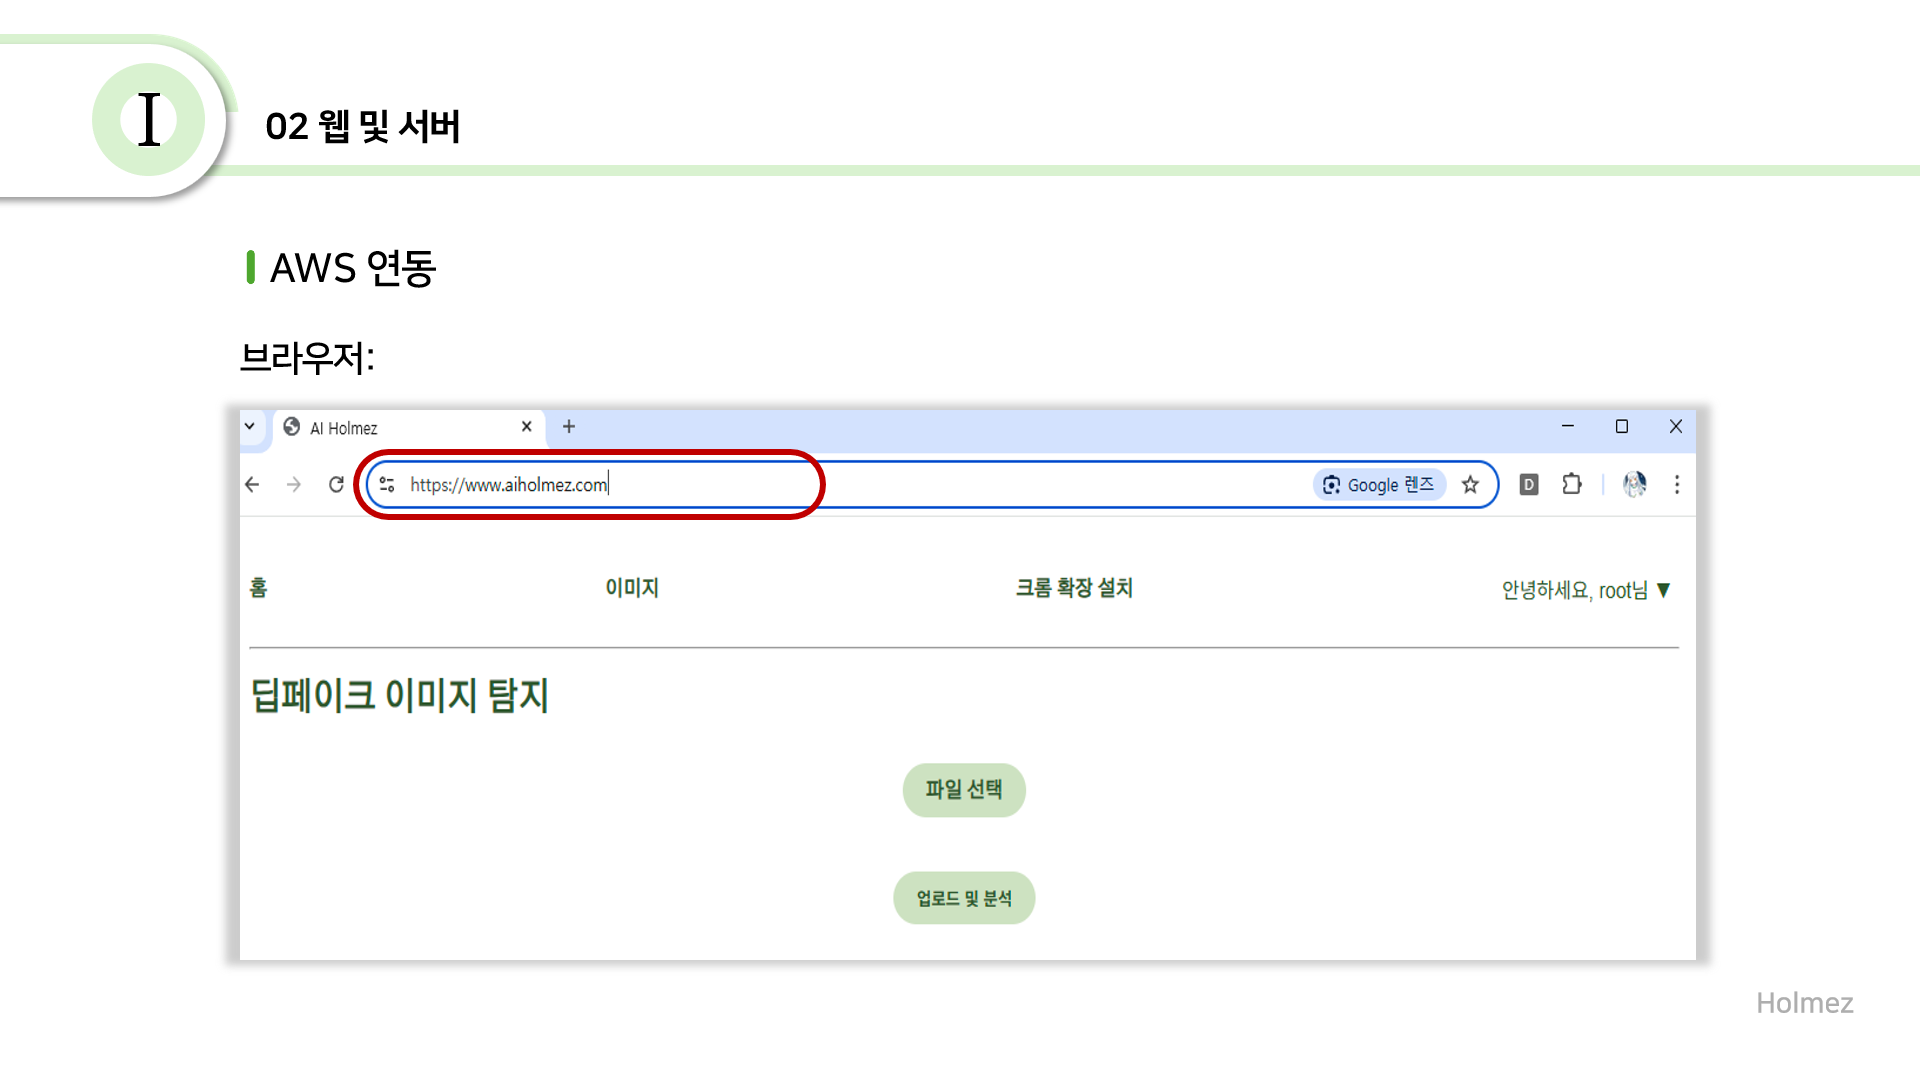 I
02 웹 및 서버
AWS 연동
브라우저:
AI Holmez
https://www.aiholmez.com
Google 렌즈
D
홈
이미지
크롬 확장 설치
안녕하세요, root님 ▼
딥페이크 이미지 탐지
파일 선택
업로드 및 분석
Holmez